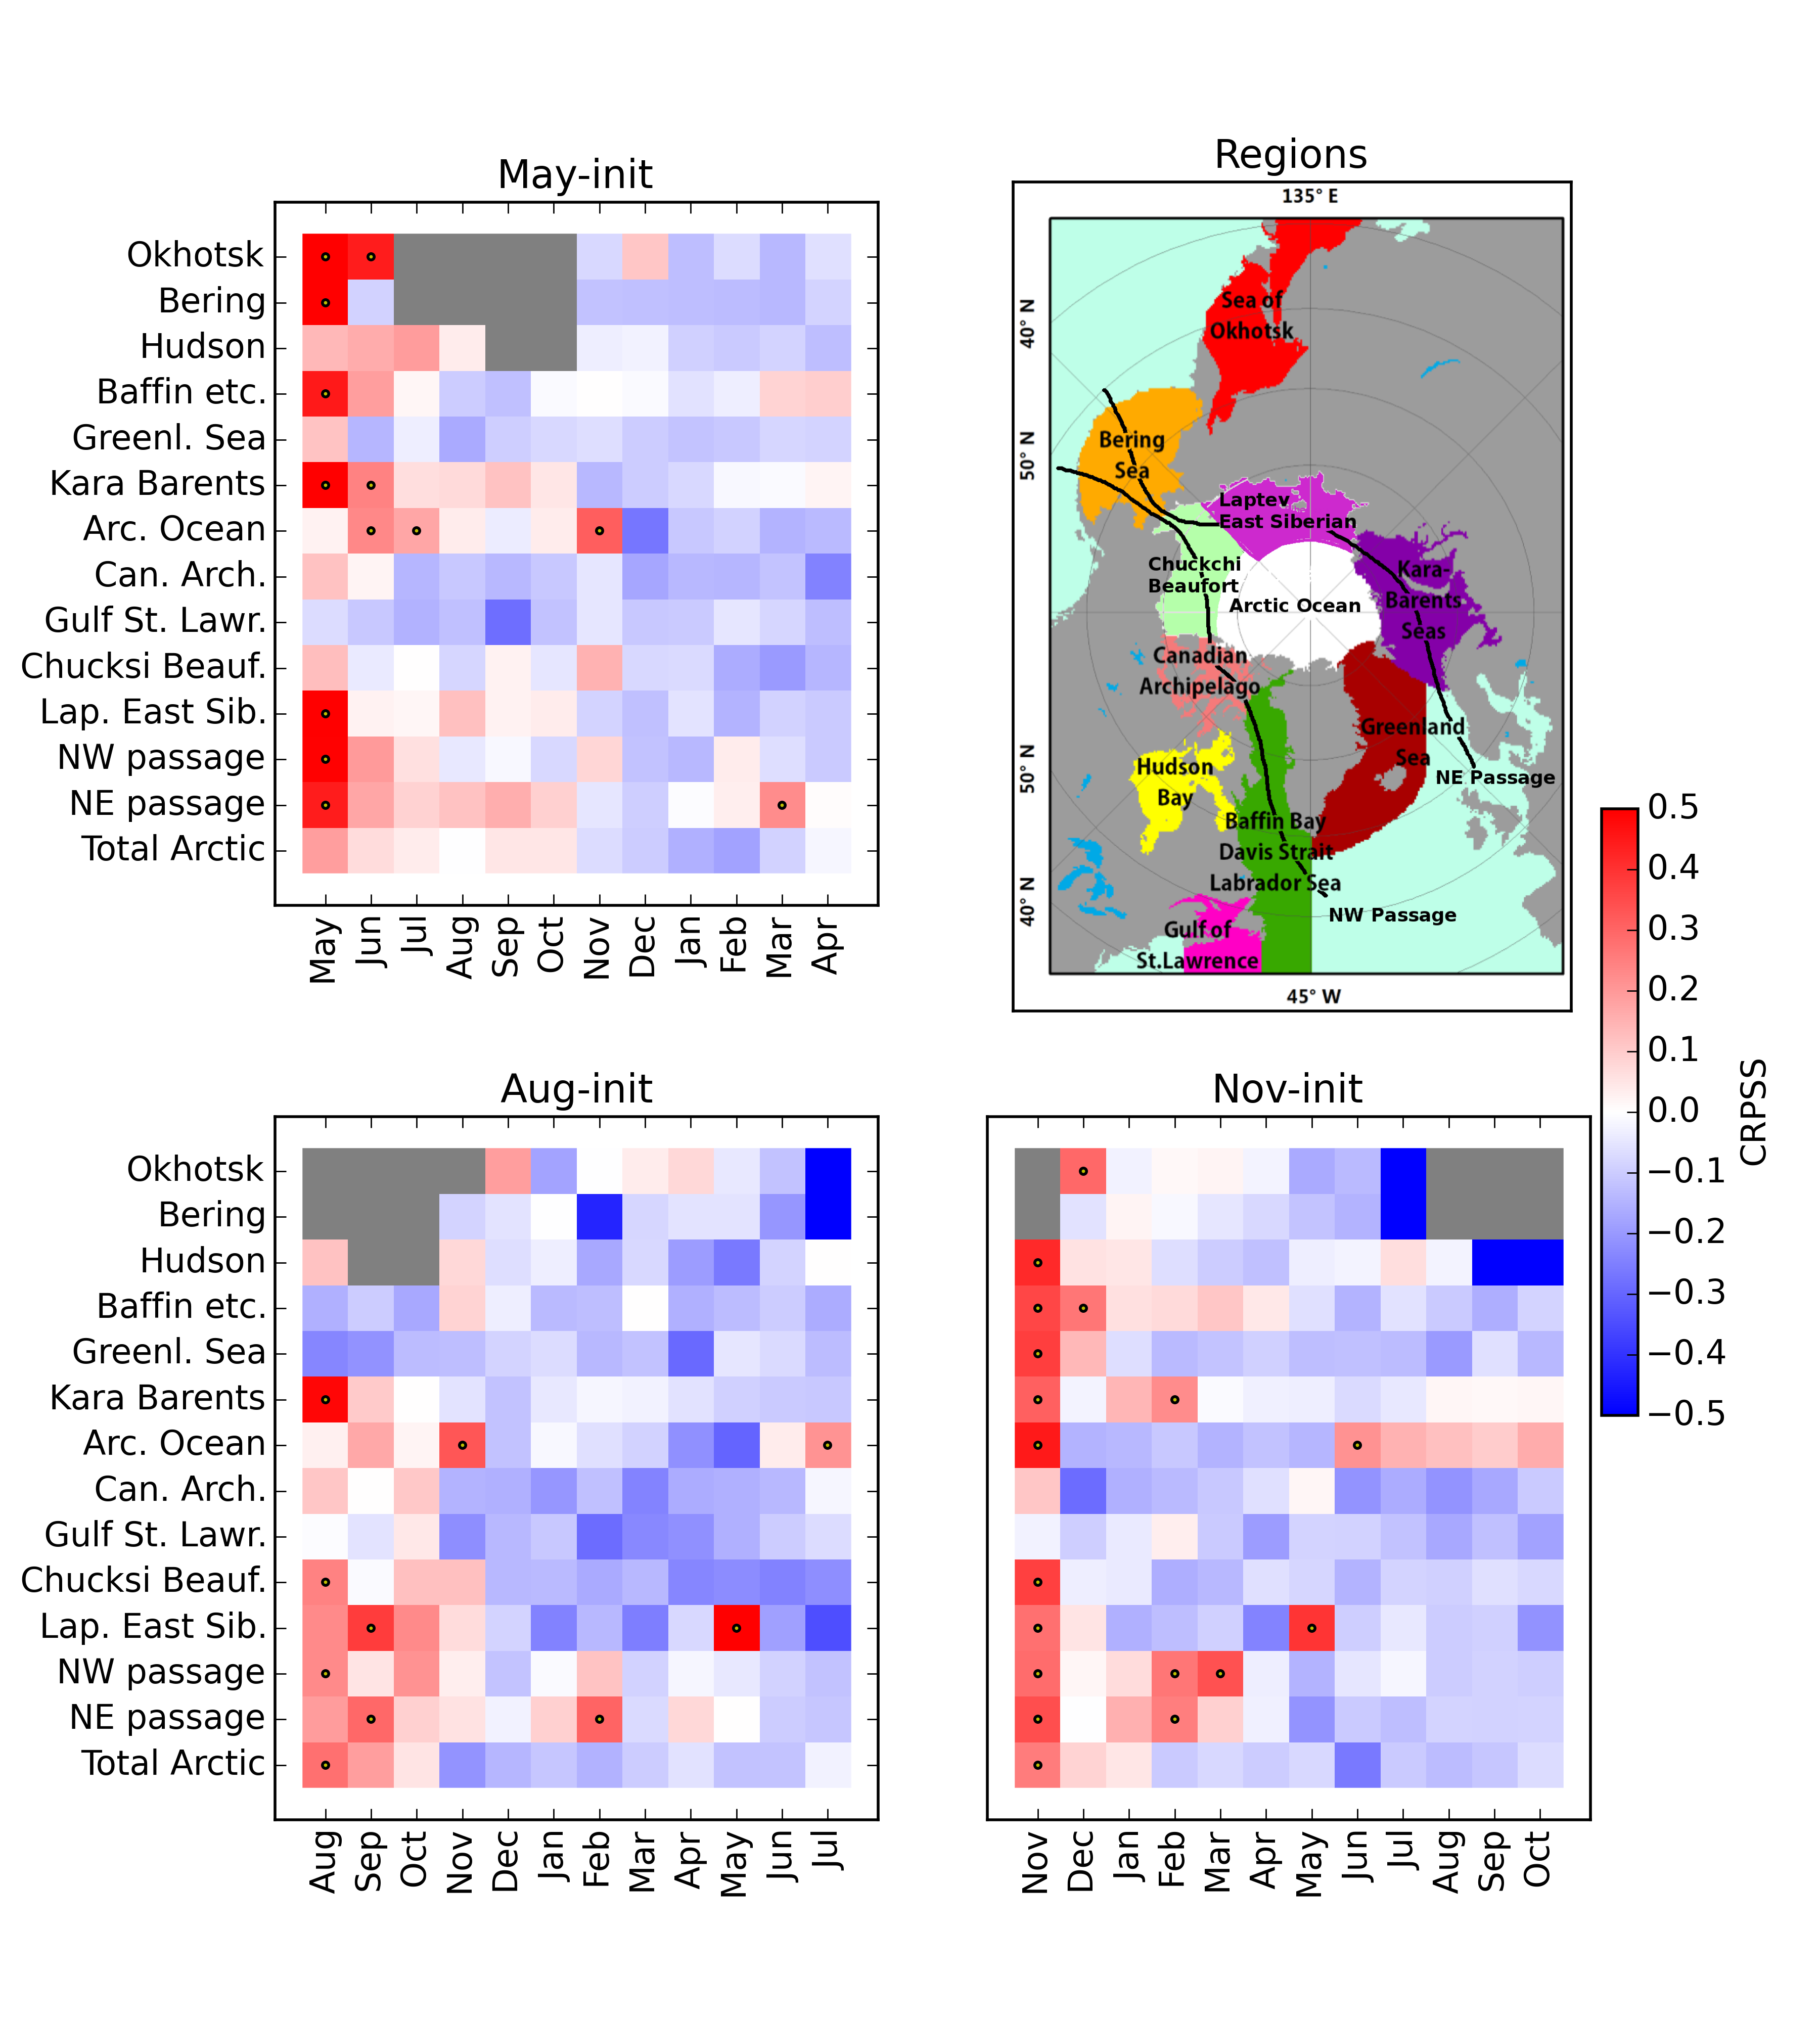 May-init
Okhotsk
Bering
Hudson
Baffin etc.
Greenl. Sea
Kara Barents
Arc. Ocean
Can. Arch.
Gulf St. Lawr.
Chucksi Beauf.
Lap. East Sib.
NW passage
NE passage
Total Arctic
May Jun Jul Aug Sep Oct Nov Dec Jan Feb Mar Apr
Regions
135° E
40° N
50° N
50° N
40° N
45° W
Sea of
Okhotsk
Bering
Sea
Laptev
East Siberian
Chuckchi
Beaufort
Kara-
Barents
Seas
Arctic Ocean
Canadian
Archipelago
Greenland
Sea
NE Passage
Hudson
Bay
Baffin Bay
Davis Strait
Labrador Sea
NW Passage
Gulf of
St.Lawrence
0.5
0.4
0.3
0.2
0.1
0.0
−0.1
−0.2
−0.3
−0.4
−0.5
CRPSS
Aug-init
Okhotsk
Bering
Hudson
Baffin etc.
Greenl. Sea
Kara Barents
Arc. Ocean
Can. Arch.
Gulf St. Lawr.
Chucksi Beauf.
Lap. East Sib.
NW passage
NE passage
Total Arctic
Aug Sep Oct Nov Dec Jan Feb Mar Apr May Jun Jul
Nov-init
Nov Dec Jan Feb Mar Apr May Jun Jul Aug Sep Oct